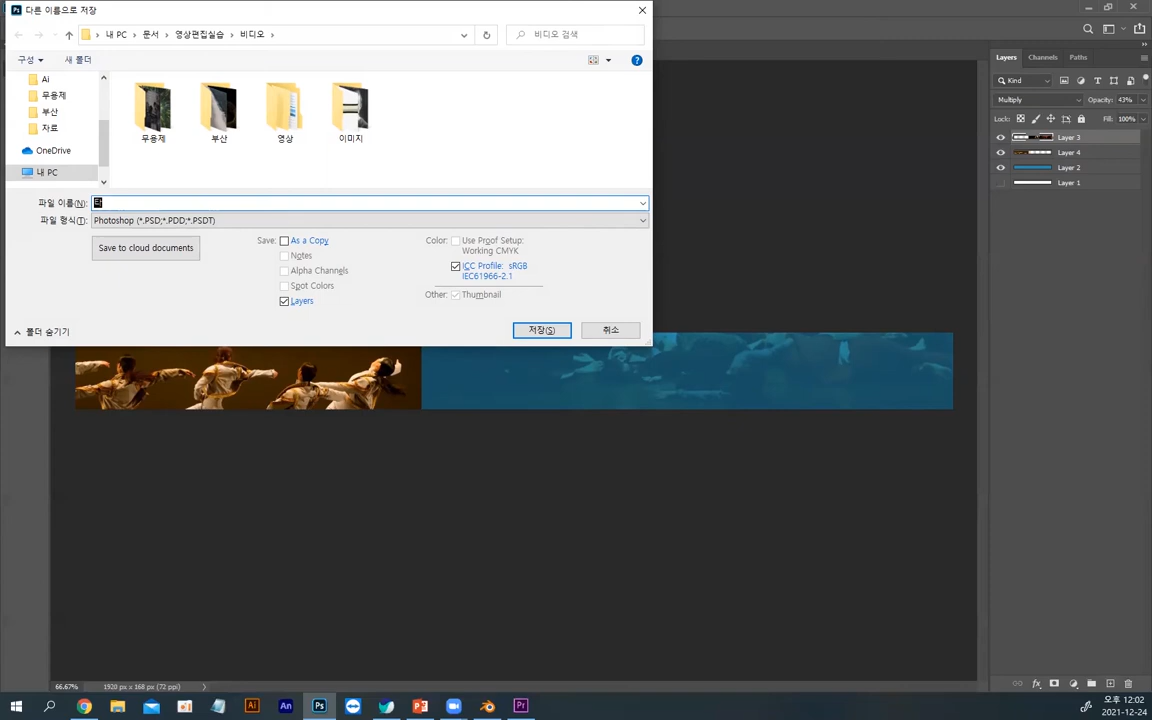 다른 이름으로 저장
내 PC > 문서 > 영상편집실습 > 비디오 >
비디오 검색
구성
새 폴더
Ai
무용제
부산
자료
OneDrive
내 PC
무용제
부산
영상
이미지
파일 이름(N):
파일 형식(T):
Photoshop (*.PSD;*.PDD;*.PSDT)
Save to cloud documents
Save:
As a Copy
Notes
Alpha Channels
Spot Colors
Layers
Color:
Use Proof Setup:
Working CMYK
ICC Profile: sRGB
IEC61966-2.1
Other:
Thumbnail
폴더 숨기기
저장(S)
취소
Layers
Channels
Paths
Kind
Multiply
Opacity: 43%
Lock:
Fill: 100%
Layer 3
Layer 4
Layer 2
Layer 1
66.67%
1920 px x 168 px (72 ppi)
Ai
An
Ps
Pr
오후 12:02
2021-12-24